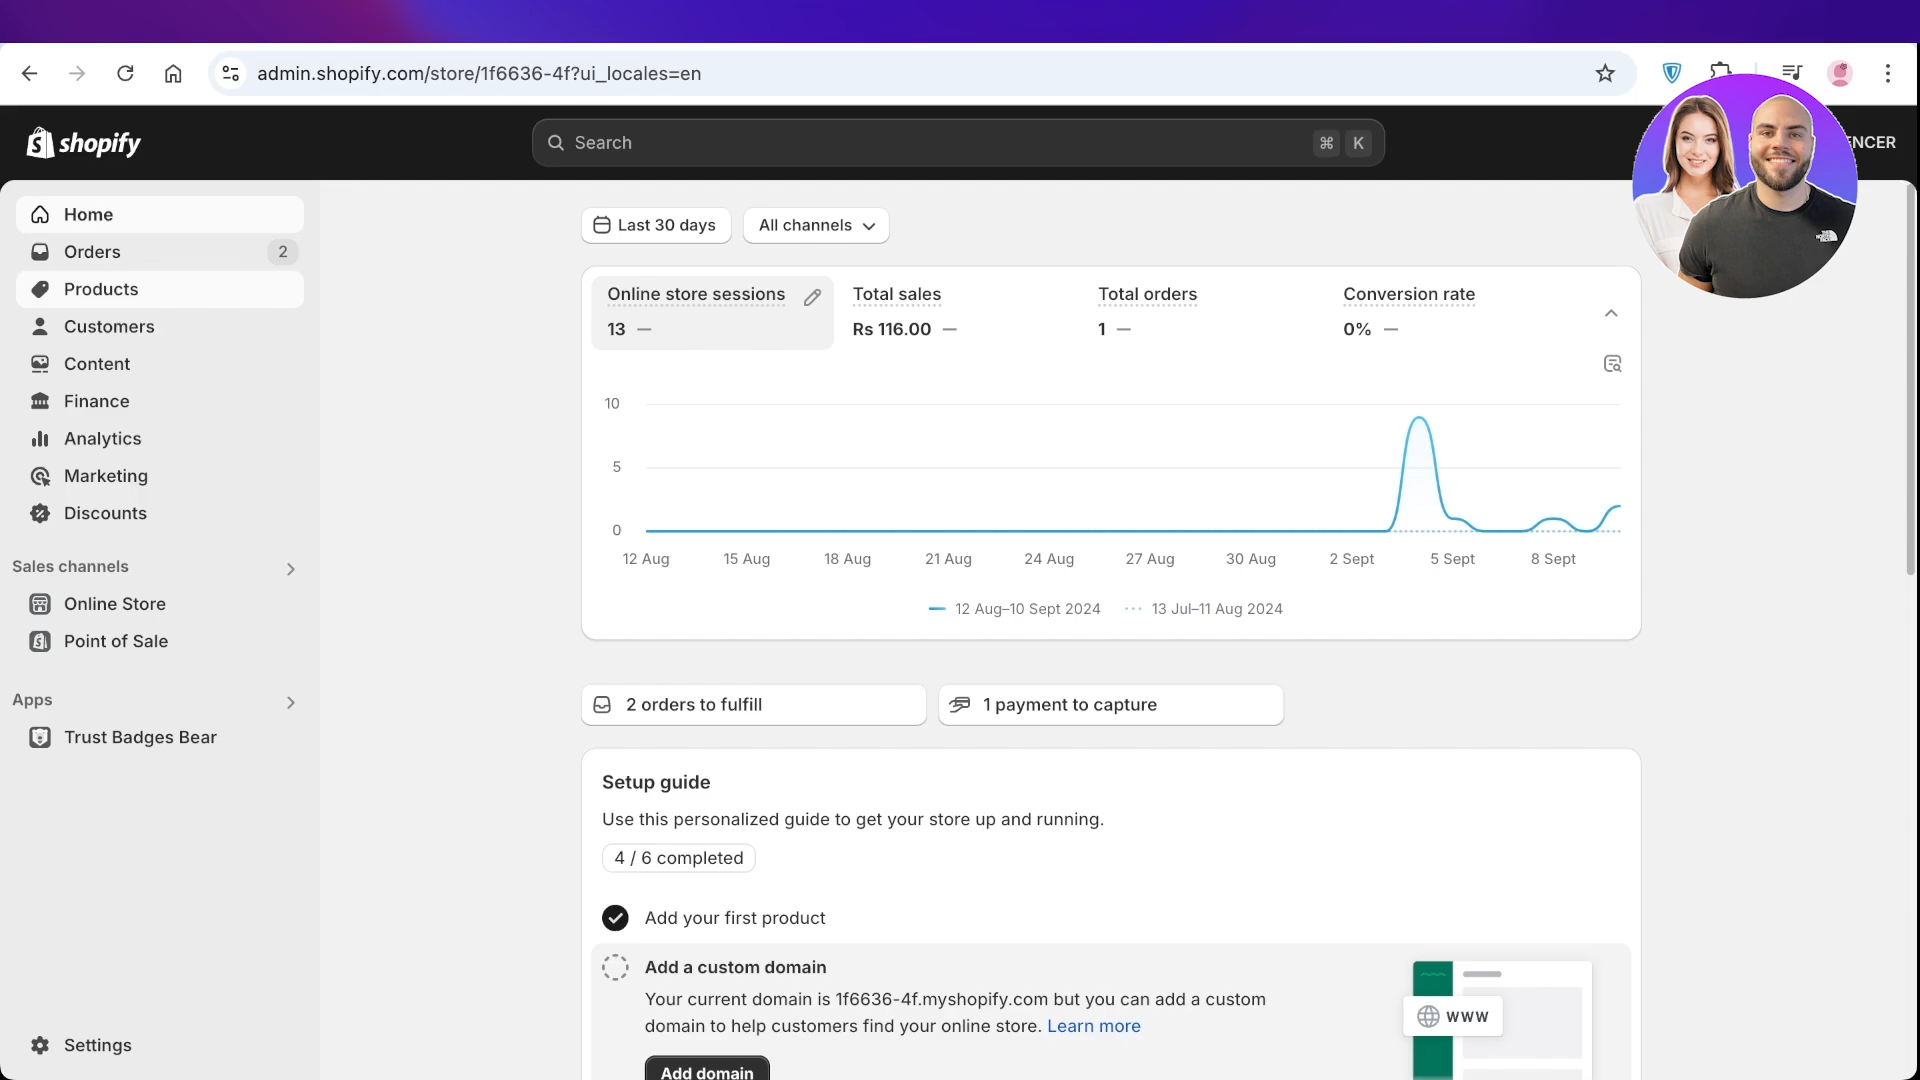 admin.shopify.com/store/1f6636-4f?ui_locales=en
shopify
Search
⌘ K
ENCER
Home
Orders 2
Products
Customers
Content
Finance
Analytics
Marketing
Discounts
Sales channels
Online Store
Point of Sale
Apps
Trust Badges Bear
Settings
Last 30 days
All channels
Online store sessions
13 —
Total sales
Rs 116.00 —
Total orders
1 —
Conversion rate
0% —
10
5
0
12 Aug 15 Aug 18 Aug 21 Aug 24 Aug 27 Aug 30 Aug 2 Sept 5 Sept 8 Sept
12 Aug–10 Sept 2024 13 Jul–11 Aug 2024
2 orders to fulfill
1 payment to capture
Setup guide
Use this personalized guide to get your store up and running.
4 / 6 completed
Add your first product
Add a custom domain
Your current domain is 1f6636-4f.myshopify.com but you can add a custom
domain to help customers find your online store. Learn more
Add domain
WWW